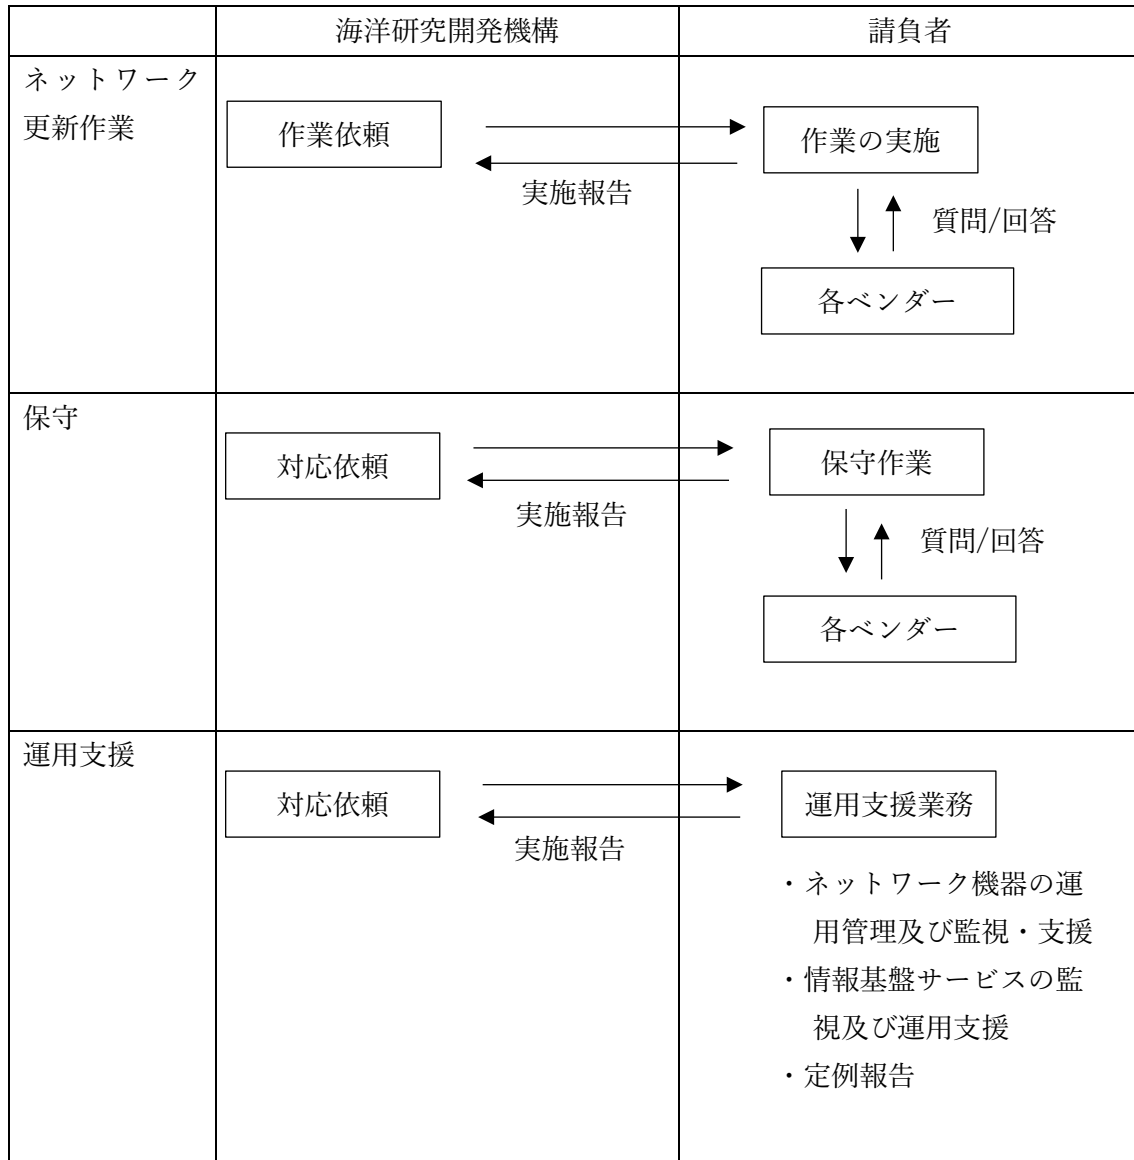 海洋研究開発機構
請負者
ネットワーク
更新作業
作業依頼
作業の実施
実施報告
質問/回答
各ベンダー
保守
対応依頼
保守作業
実施報告
質問/回答
各ベンダー
運用支援
対応依頼
運用支援業務
実施報告
・ネットワーク機器の運
用管理及び監視・支援
・情報基盤サービスの監
視及び運用支援
・定例報告